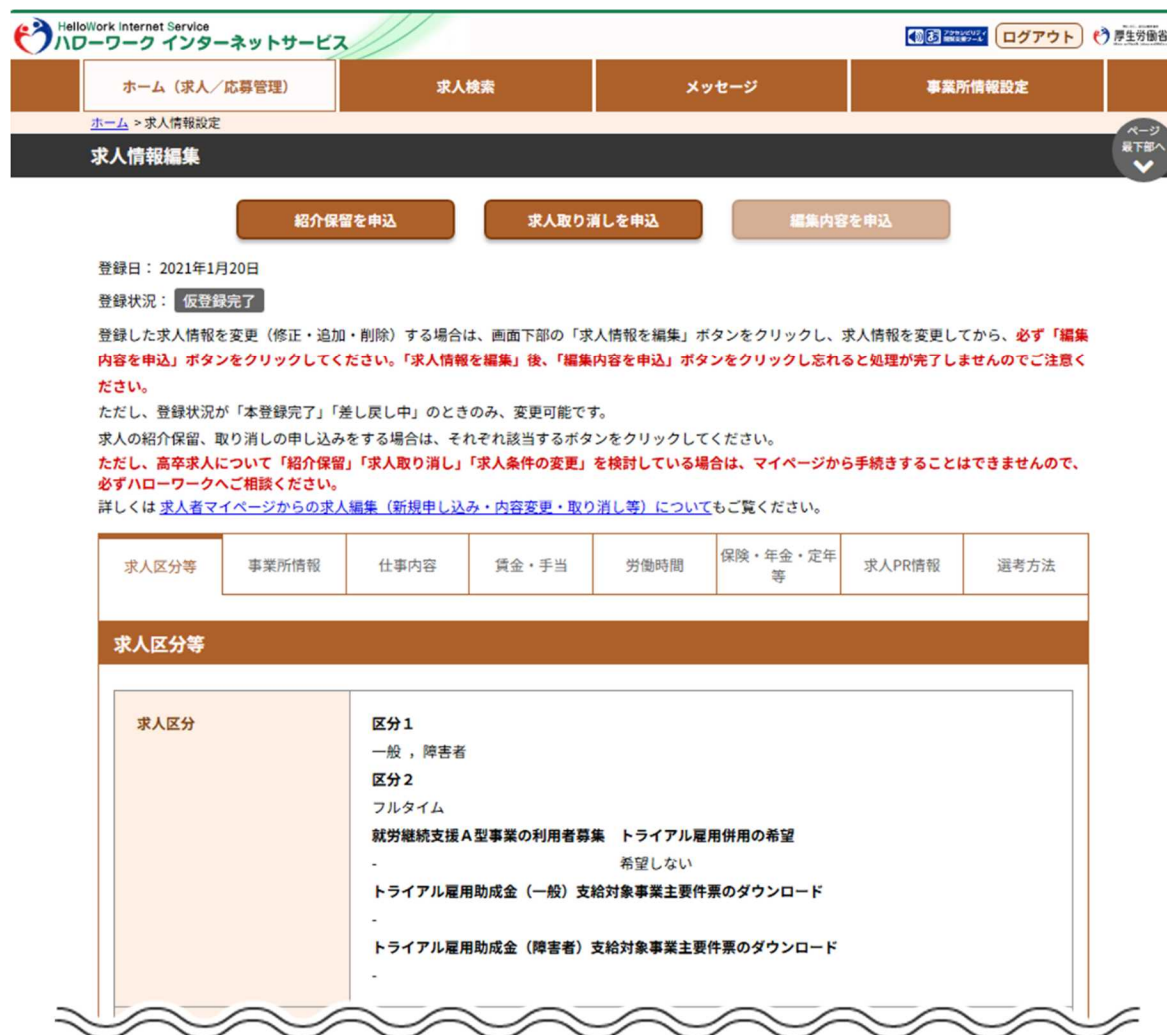 HelloWork Internet Service
ハローワーク インターネットサービス
ログアウト
厚生労働省
ホーム（求人／応募管理）
求人検索
メッセージ
事業所情報設定
ホーム > 求人情報設定
ページ
最下部へ
求人情報編集
紹介保留を申込
求人取り消しを申込
編集内容を申込
登録日： 2021年1月20日
登録状況： 仮登録完了
登録した求人情報を変更（修正・追加・削除）する場合は、画面下部の「求人情報を編集」ボタンをクリックし、求人情報を変更してから、必ず「編集
内容を申込」ボタンをクリックしてください。「求人情報を編集」後、「編集内容を申込」ボタンをクリックし忘れると処理が完了しませんのでご注意く
ださい。
ただし、登録状況が「本登録完了」「差し戻し中」のときのみ、変更可能です。
求人の紹介保留、取り消しの申し込みをする場合は、それぞれ該当するボタンをクリックしてください。
ただし、高卒求人について「紹介保留」「求人取り消し」「求人条件の変更」を検討している場合は、マイページから手続きすることはできませんので、
必ずハローワークへご相談ください。
詳しくは 求人者マイページからの求人編集（新規申し込み・内容変更・取り消し等）についてもご覧ください。
求人区分等
事業所情報
仕事内容
賃金・手当
労働時間
保険・年金・定年
等
求人PR情報
選考方法
求人区分等
求人区分
区分１
一般 ，障害者
区分２
フルタイム
就労継続支援Ａ型事業の利用者募集 トライアル雇用併用の希望
- 希望しない
トライアル雇用助成金（一般）支給対象事業主要件票のダウンロード
-
トライアル雇用助成金（障害者）支給対象事業主要件票のダウンロード
-